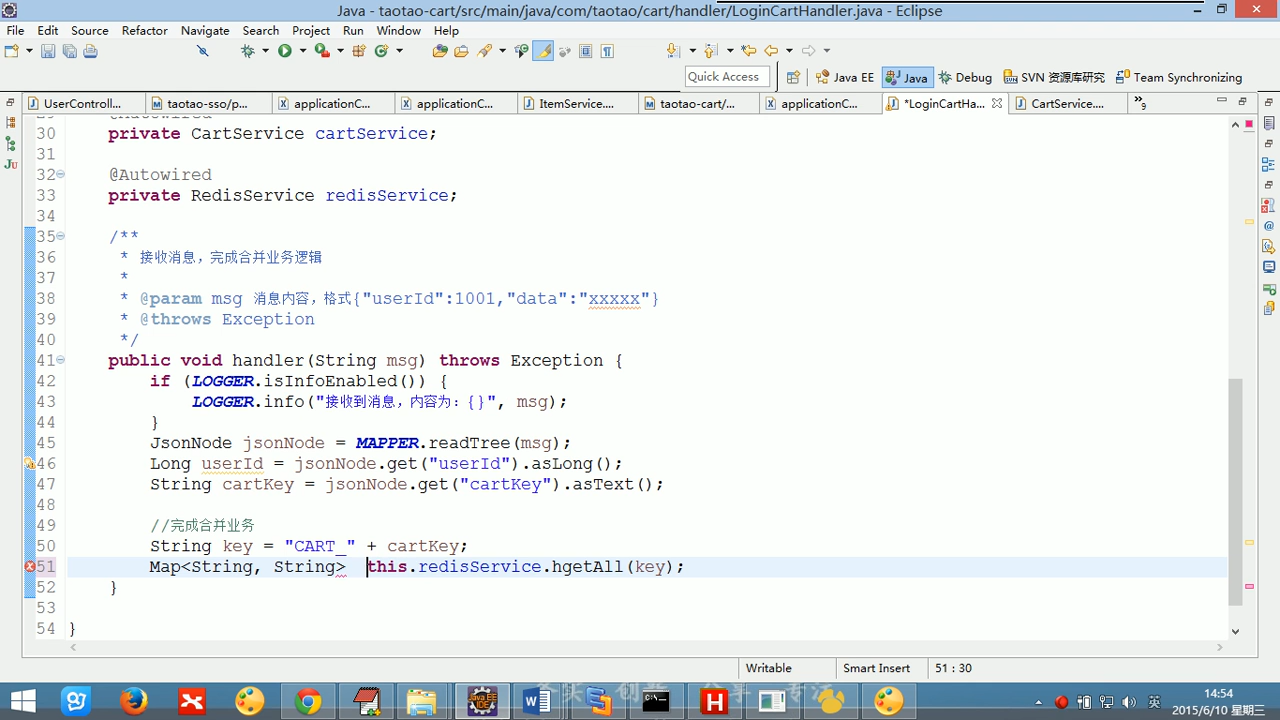 Java - taotao-cart/src/main/java/com/taotao/cart/handler/LoginCartHandler.java - Eclipse
File Edit Source Refactor Navigate Search Project Run Window Help
Quick Access Java EE Java Debug SVN 资源库研究 Team Synchronizing
UserControll... taotao-sso/p... applicationC... applicationC... ItemService.... taotao-cart/... applicationC... *LoginCartHa... CartService.... »9
29 @Autowired
30 private CartService cartService;
31
32 @Autowired
33 private RedisService redisService;
34
35 /**
36 * 接收消息，完成合并业务逻辑
37 *
38 * @param msg 消息内容，格式{"userId":1001,"data":"xxxxx"}
39 * @throws Exception
40 */
41 public void handler(String msg) throws Exception {
42 if (LOGGER.isInfoEnabled()) {
43 LOGGER.info("接收到消息，内容为：{}", msg);
44 }
45 JsonNode jsonNode = MAPPER.readTree(msg);
46 Long userId = jsonNode.get("userId").asLong();
47 String cartKey = jsonNode.get("cartKey").asText();
48
49 //完成合并业务
50 String key = "CART_" + cartKey;
51 Map<String, String> this.redisService.hgetAll(key);
52 }
53
54 }
Writable Smart Insert 51 : 30
英 14:54
2015/6/10 星期三